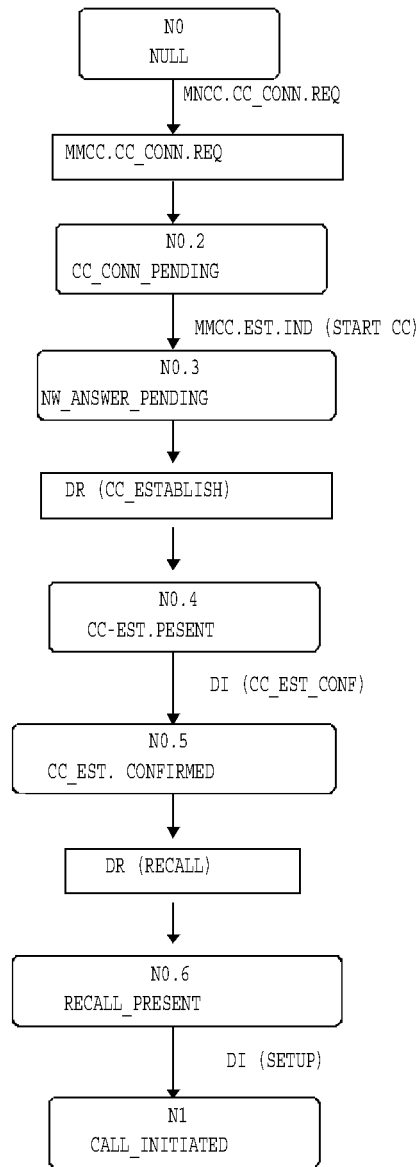 N0
NULL
MNCC.CC_CONN.REQ
MMCC.CC_CONN.REQ
N0.2
CC_CONN_PENDING
MMCC.EST.IND (START CC)
N0.3
NW_ANSWER_PENDING
DR (CC_ESTABLISH)
N0.4
CC-EST.PESENT
DI (CC_EST_CONF)
N0.5
CC_EST. CONFIRMED
DR (RECALL)
N0.6
RECALL_PRESENT
DI (SETUP)
N1
CALL_INITIATED